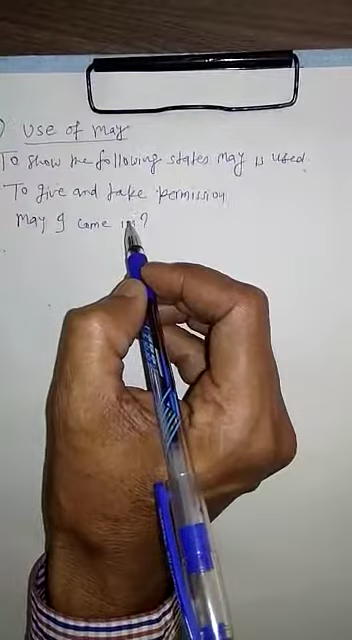 ) Use of may
To show the following states may is used.
To give and take permission
May I come in?